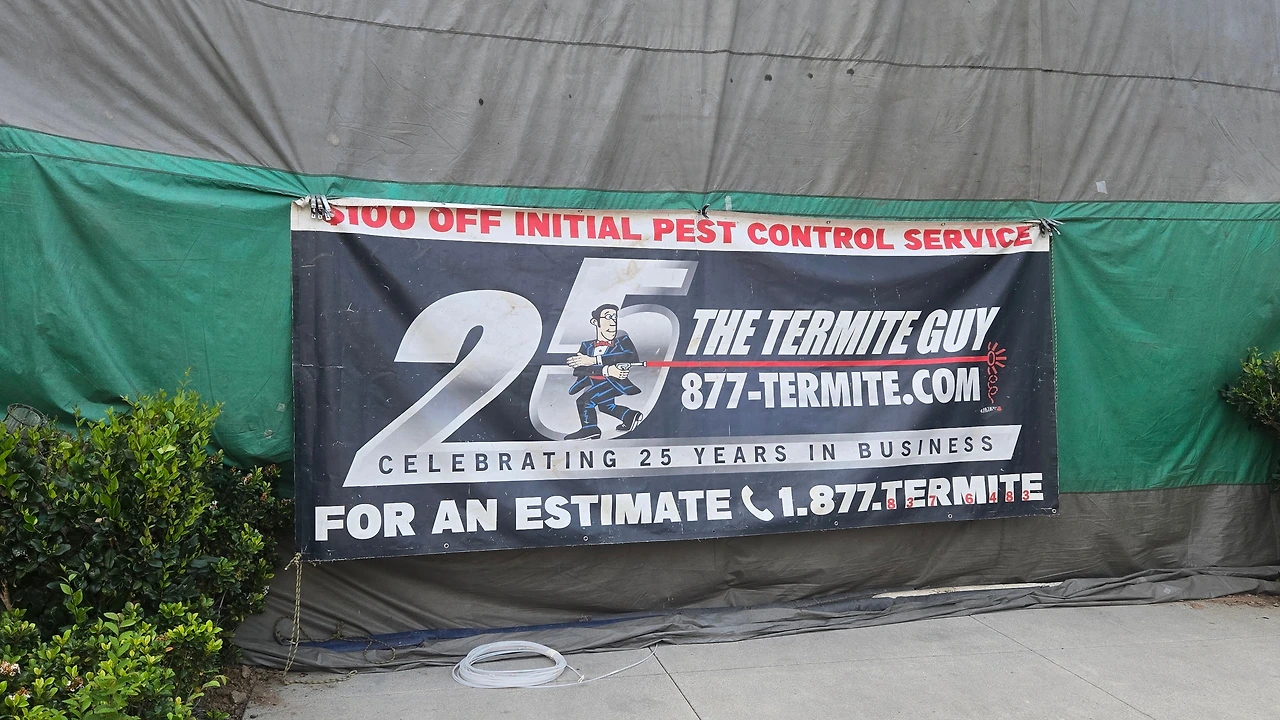 $100 OFF INITIAL PEST CONTROL SERVICE
25
THE TERMITE GUY
877-TERMITE.COM
CELEBRATING 25 YEARS IN BUSINESS
FOR AN ESTIMATE 1.877.TERMITE
837 6483